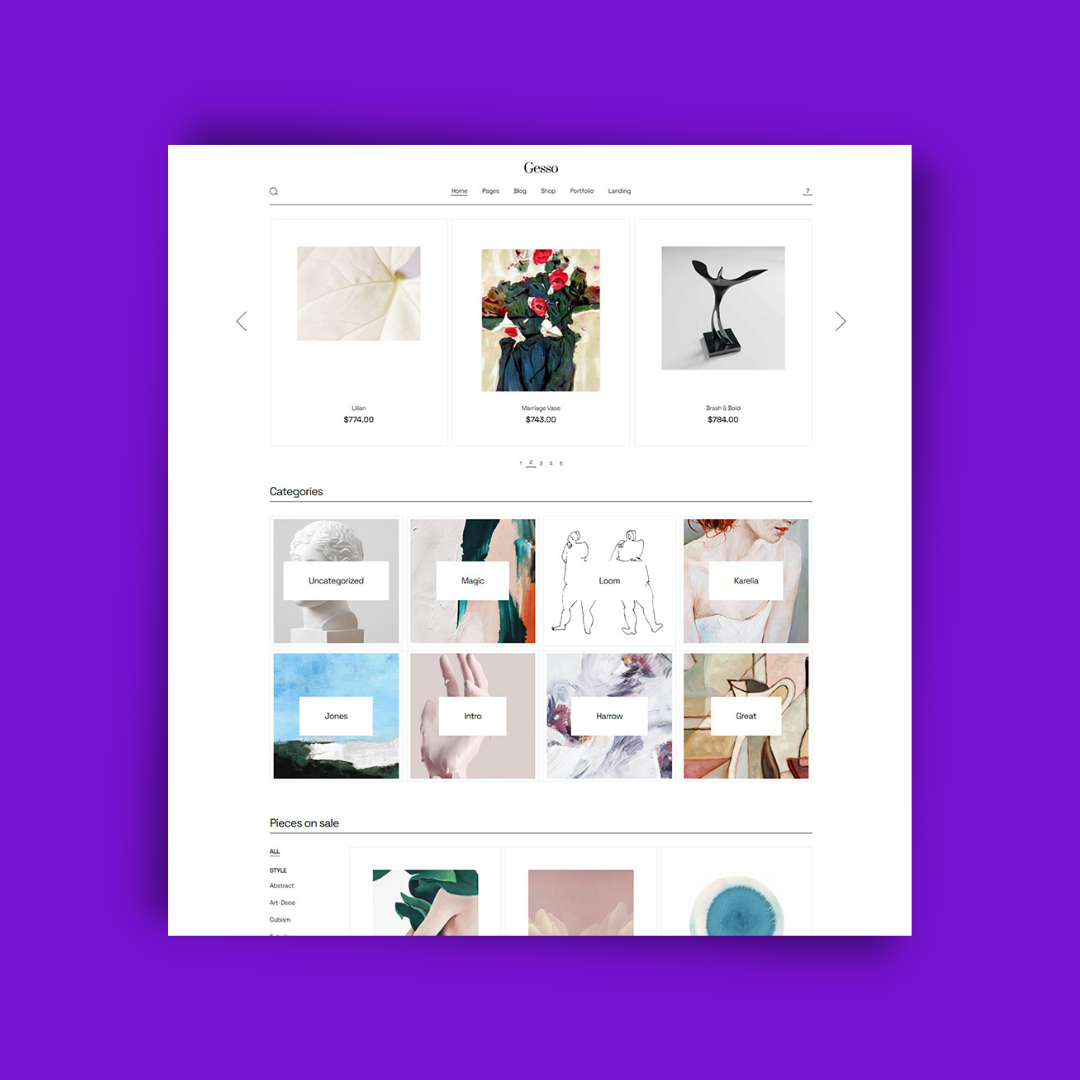 Gesso
Home Pages Blog Shop Portfolio Landing 7
Lilian
$774.00
Marriage Vase
$743.00
Brash & Bold
$784.00
1 2 3 4 5
Categories
Uncategorized
Magic
Loom
Karelia
Jones
Intro
Harrow
Great
Pieces on sale
ALL
STYLE
Abstract
Art-Deco
Cubism